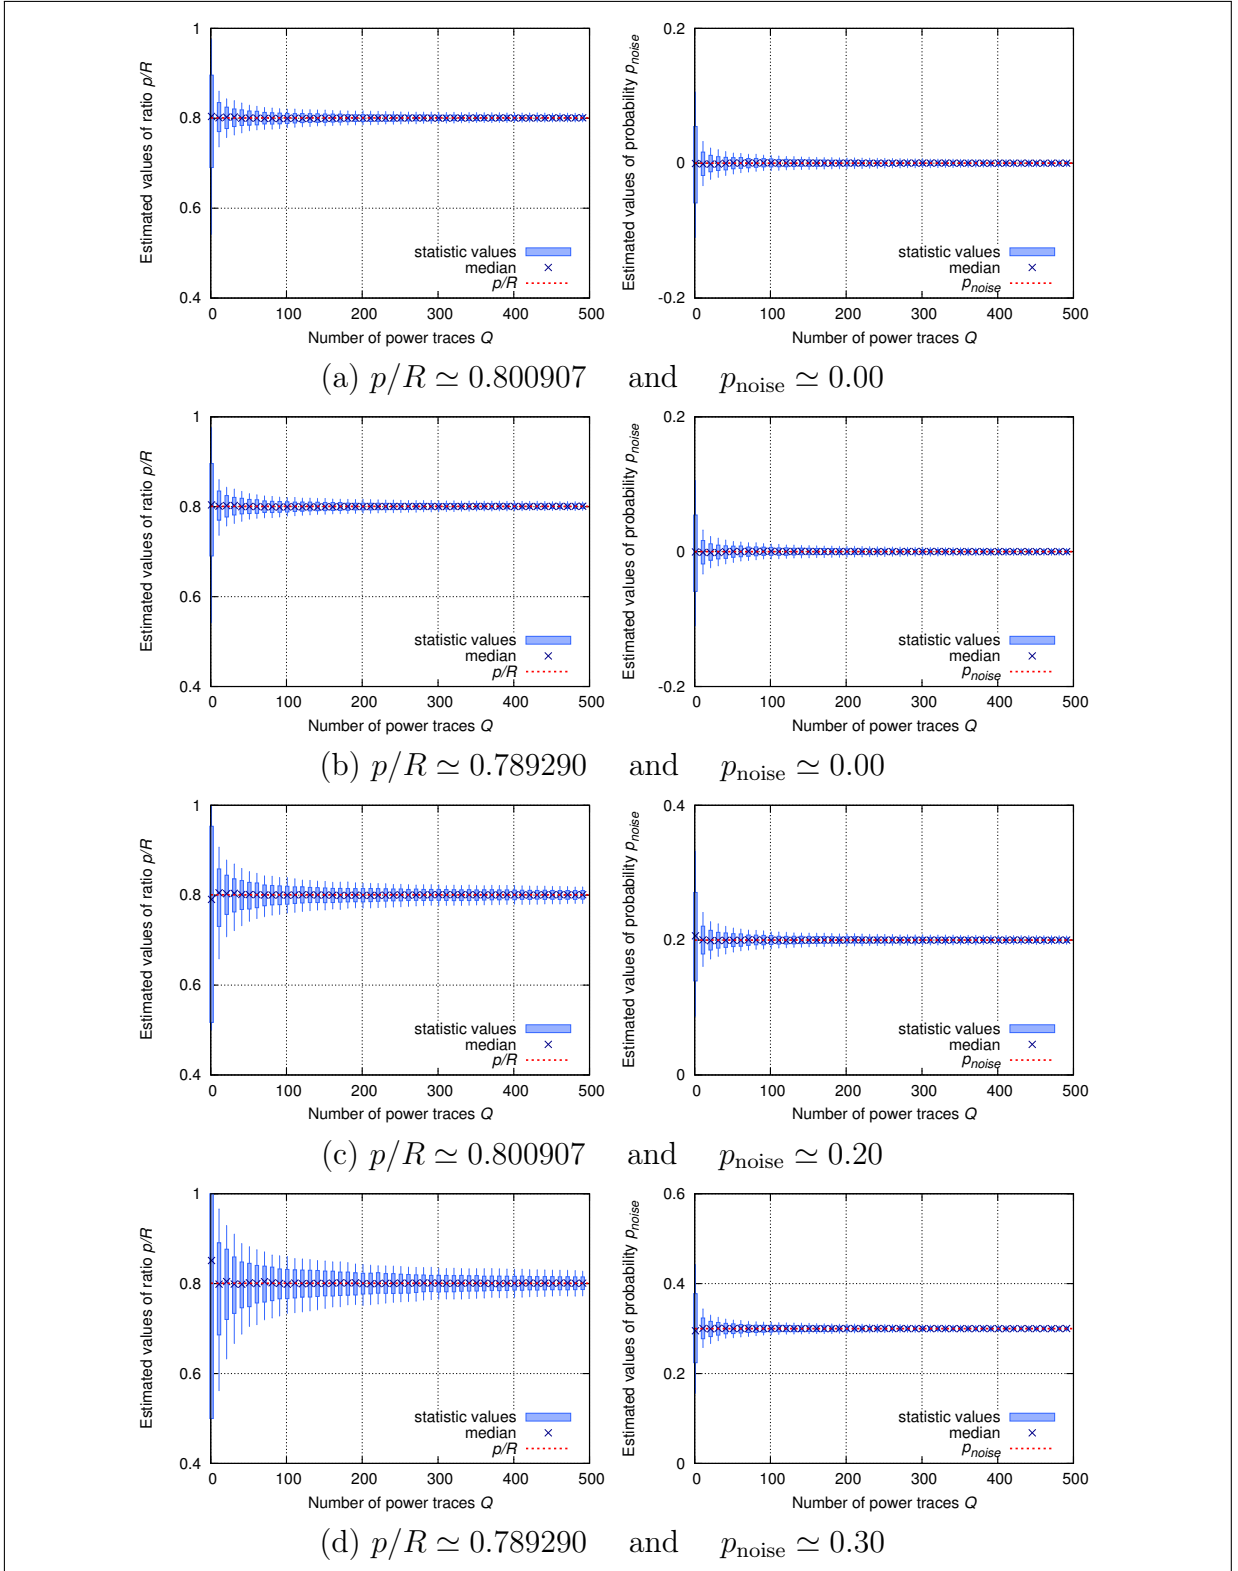 Estimated values of ratio p/R
1
0.8
0.6
0.4
statistic values
median
p/R
0 100 200 300 400 500
Number of power traces Q
Estimated values of probability p_noise
0.2
0
-0.2
statistic values
median
p_noise
0 100 200 300 400 500
Number of power traces Q
(a) p/R ≃ 0.800907 and p_noise ≃ 0.00
Estimated values of ratio p/R
1
0.8
0.6
0.4
statistic values
median
p/R
0 100 200 300 400 500
Number of power traces Q
Estimated values of probability p_noise
0.2
0
-0.2
statistic values
median
p_noise
0 100 200 300 400 500
Number of power traces Q
(b) p/R ≃ 0.789290 and p_noise ≃ 0.00
Estimated values of ratio p/R
1
0.8
0.6
0.4
statistic values
median
p/R
0 100 200 300 400 500
Number of power traces Q
Estimated values of probability p_noise
0.4
0.2
0
statistic values
median
p_noise
0 100 200 300 400 500
Number of power traces Q
(c) p/R ≃ 0.800907 and p_noise ≃ 0.20
Estimated values of ratio p/R
1
0.8
0.6
0.4
statistic values
median
p/R
0 100 200 300 400 500
Number of power traces Q
Estimated values of probability p_noise
0.6
0.4
0.2
0
statistic values
median
p_noise
0 100 200 300 400 500
Number of power traces Q
(d) p/R ≃ 0.789290 and p_noise ≃ 0.30